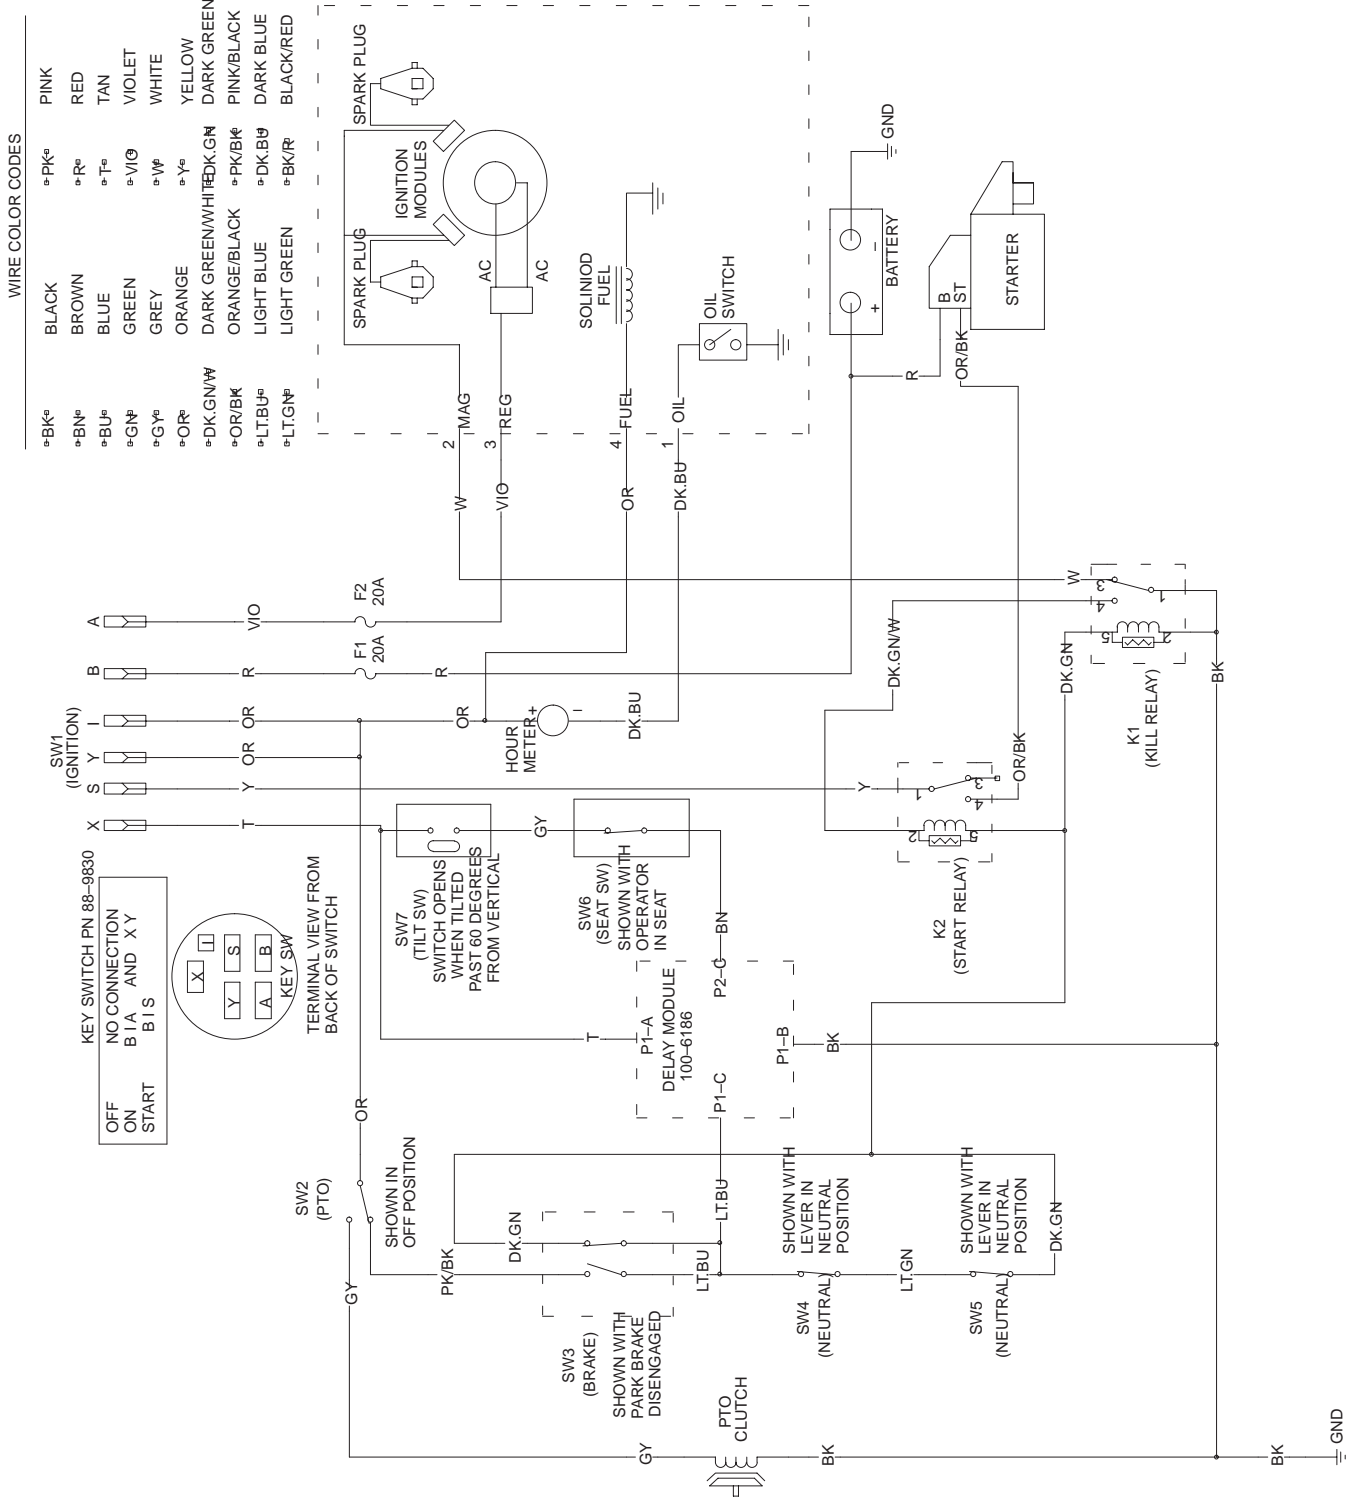 WIRE COLOR CODES
BK BLACK
BN BROWN
BU BLUE
GN GREEN
GY GREY
OR ORANGE
DK.GN/W DARK GREEN/WHITE
OR/BK ORANGE/BLACK
LT.BU LIGHT BLUE
LT.GN LIGHT GREEN
PK PINK
R RED
T TAN
VIO VIOLET
W WHITE
Y YELLOW
DK.GN DARK GREEN
PK/BK PINK/BLACK
DK.BU DARK BLUE
BK/R BLACK/RED
SPARK PLUG
SPARK PLUG
IGNITION
MODULES
AC
AC
SOLINIOD
FUEL
OIL
SWITCH
2
MAG
3
REG
4
FUEL
1
OIL
GND
BATTERY
+
−
B
ST
STARTER
R
OR/BK
W
VIO
OR
DK.BU
SW1
(IGNITION)
A
B
I
Y
S
X
VIO
R
OR
OR
Y
T
F2
20A
F1
20A
R
OR
HOUR
METER
+
−
DK.BU
KEY SWITCH PN 88–9830
OFF NO CONNECTION
ON B I A AND X Y
START B I S
X
I
Y
S
A
B
KEY SW
TERMINAL VIEW FROM
BACK OF SWITCH
SW7
(TILT SW)
SWITCH OPENS
WHEN TILTED
PAST 60 DEGREES
FROM VERTICAL
GY
SW6
(SEAT SW)
SHOWN WITH
OPERATOR
IN SEAT
BN
T
P1–A
P2–C
DELAY MODULE
100–6186
P1–C
P1–B
BK
Y
1
3
4
2
5
K2
(START RELAY)
OR/BK
DK.GN/W
DK.GN
W
3
4
1
5
2
K1
(KILL RELAY)
BK
OR
SW2
(PTO)
SHOWN IN
OFF POSITION
GY
PK/BK
DK.GN
SW3
(BRAKE)
SHOWN WITH
PARK BRAKE
DISENGAGED
LT.BU
LT.BU
SHOWN WITH
LEVER IN
NEUTRAL
POSITION
SW4
(NEUTRAL)
LT.GN
SHOWN WITH
LEVER IN
NEUTRAL
POSITION
SW5
(NEUTRAL)
DK.GN
GY
PTO
CLUTCH
BK
BK
GND